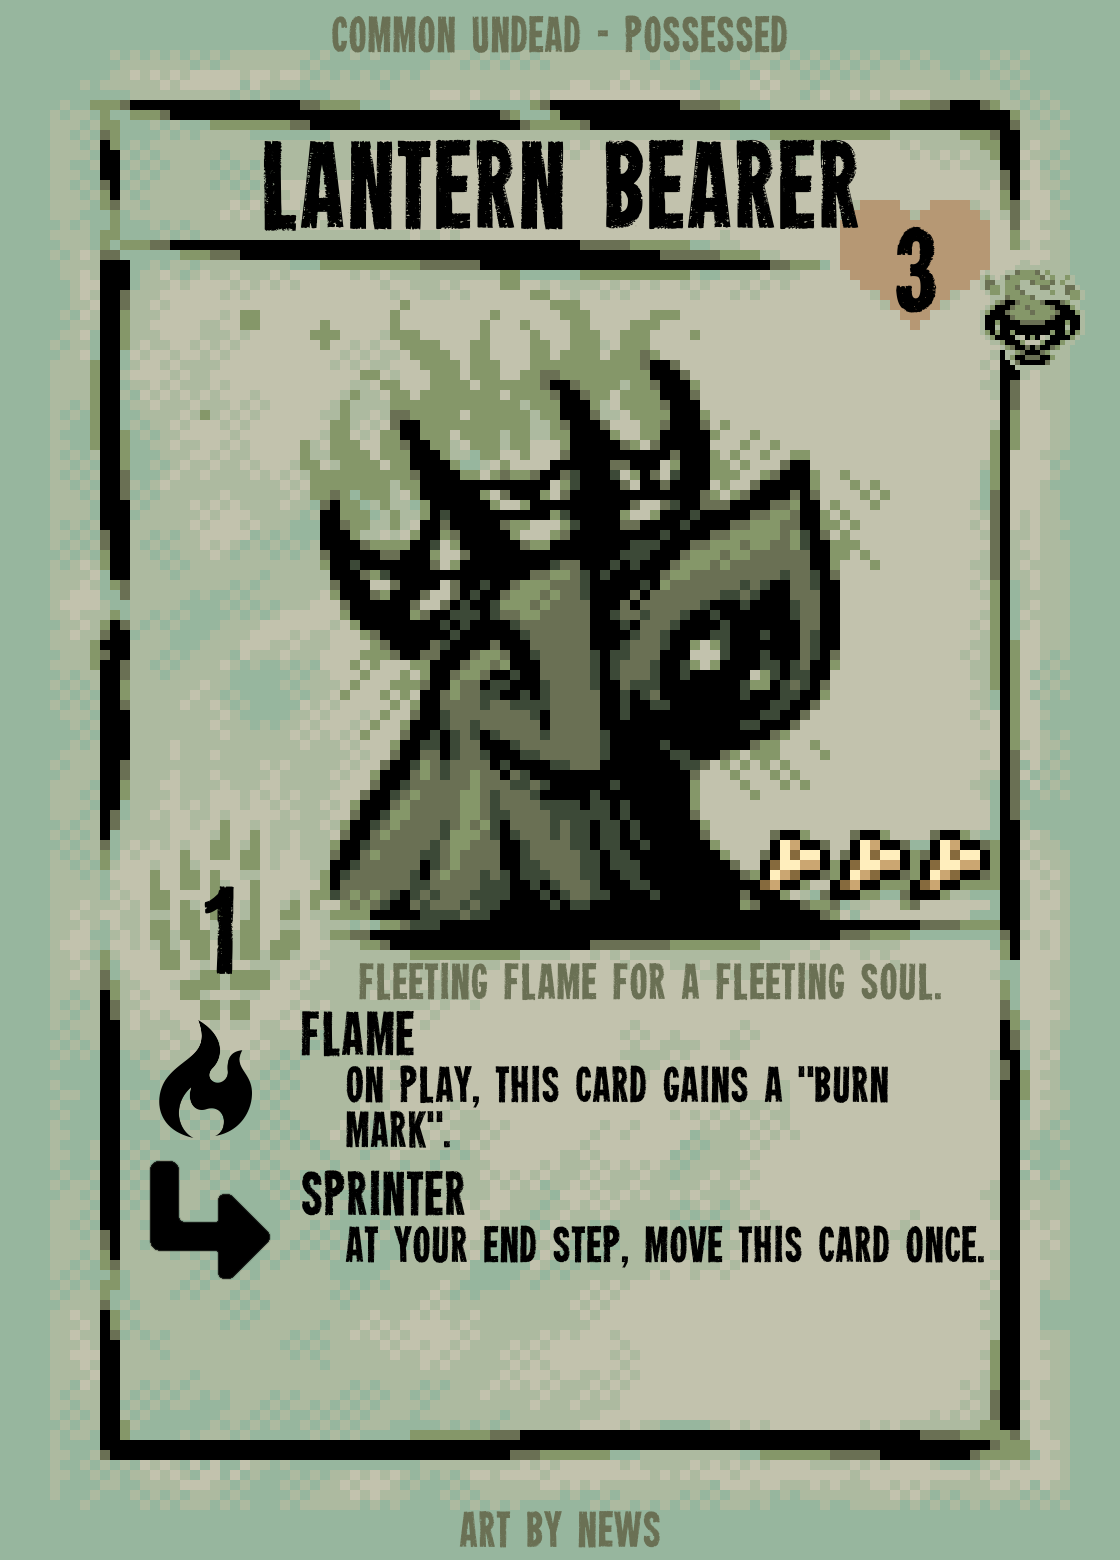 COMMON UNDEAD - POSSESSED
LANTERN BEARER
3
1
FLEETING FLAME FOR A FLEETING SOUL.
FLAME
ON PLAY, THIS CARD GAINS A "BURN
MARK".
SPRINTER
AT YOUR END STEP, MOVE THIS CARD ONCE.
ART BY NEWS